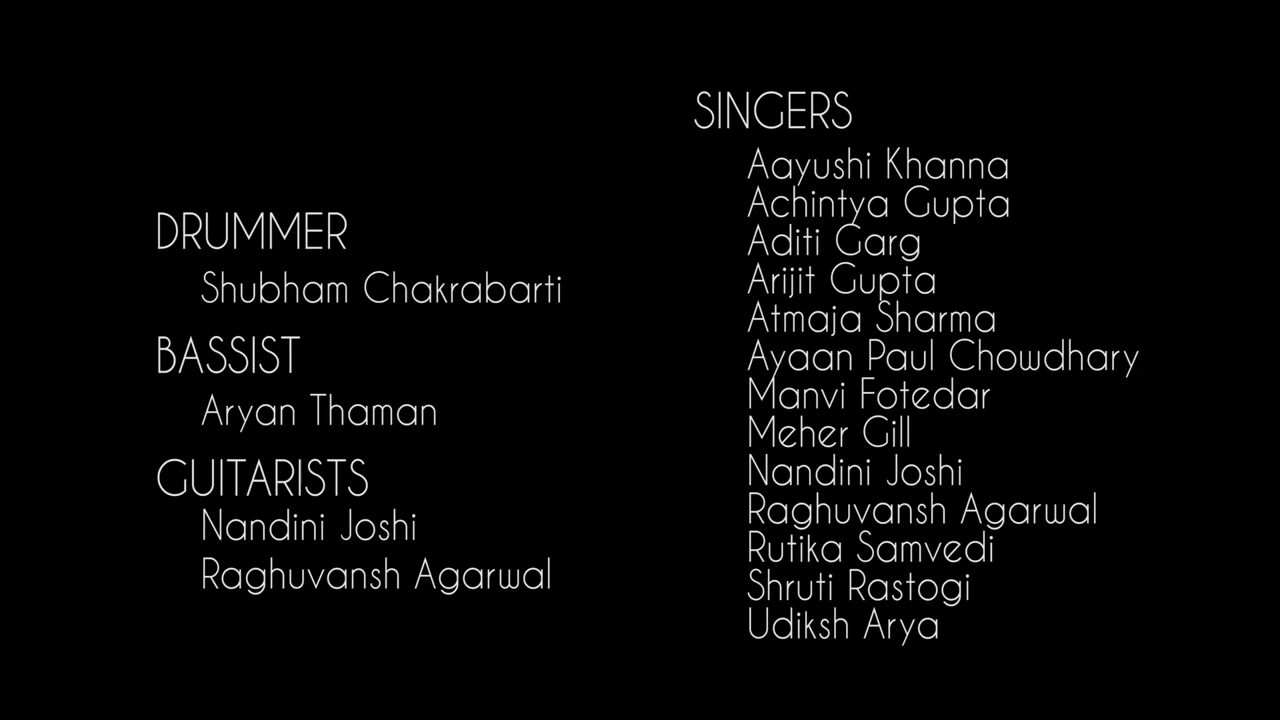 DRUMMER
Shubham Chakrabarti
BASSIST
Aryan Thaman
GUITARISTS
Nandini Joshi
Raghuvansh Agarwal
SINGERS
Aayushi Khanna
Achintya Gupta
Aditi Garg
Arijit Gupta
Atmaja Sharma
Ayaan Paul Chowdhary
Manvi Fotedar
Meher Gill
Nandini Joshi
Raghuvansh Agarwal
Rutika Samvedi
Shruti Rastogi
Udiksh Arya